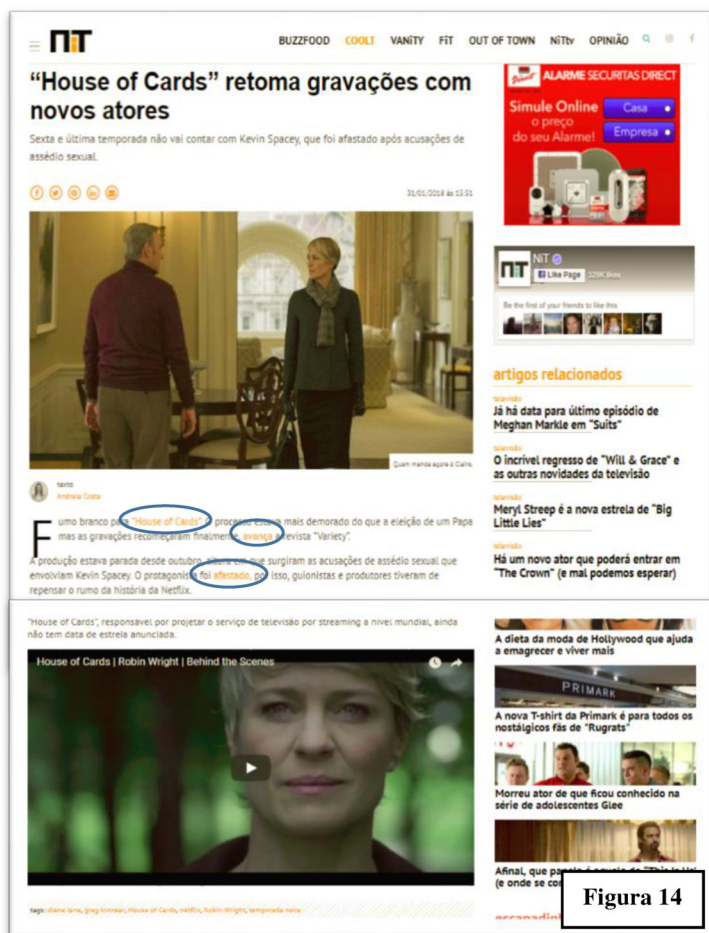 NiT
BUZZFOOD COOLT VANiTY FiT OUT OF TOWN NiTtv OPINIÃO
“House of Cards” retoma gravações com
novos atores
Sexta e última temporada não vai contar com Kevin Spacey, que foi afastado após acusações de
assédio sexual.
31/01/2018 às 15:51
Quem manda agora é Claire.
texto
Andreia Costa
Fumo branco para "House of Cards". O processo estava mais demorado do que a eleição de um Papa
mas as gravações recomeçaram finalmente, avança a revista "Variety".
A produção estava parada desde outubro, altura em que surgiram as acusações de assédio sexual que
envolviam Kevin Spacey. O protagonista foi afastado, por isso, guionistas e produtores tiveram de
repensar o rumo da história da Netflix.
"House of Cards", responsável por projetar o serviço de televisão por streaming a nível mundial, ainda
não tem data de estreia anunciada.
House of Cards | Robin Wright | Behind the Scenes
tags: diane lane, greg kinnear, House of Cards, netflix, Robin Wright, temporada nova
ALARME SECURITAS DIRECT
Simule Online
o preço
do seu Alarme!
Casa
Empresa
NiT
Like Page 329K likes
Be the first of your friends to like this
artigos relacionados
televisão
Já há data para último episódio de
Meghan Markle em “Suits”
televisão
O incrível regresso de “Will & Grace” e
as outras novidades da televisão
televisão
Meryl Streep é a nova estrela de “Big
Little Lies”
televisão
Há um novo ator que poderá entrar em
“The Crown” (e mal podemos esperar)
A dieta da moda de Hollywood que ajuda
a emagrecer e viver mais
PRIMARK
A nova T-shirt da Primark é para todos os
nostálgicos fãs de "Rugrats"
Morreu ator de que ficou conhecido na
série de adolescentes Glee
Afinal, que
(e onde se
Figura 14